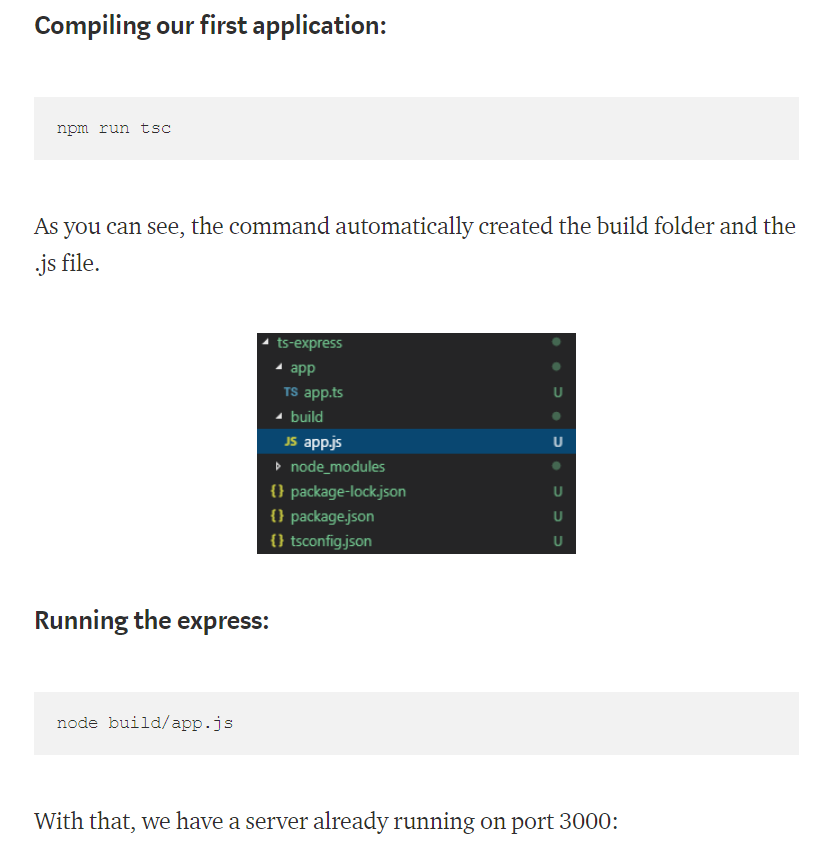 Compiling our first application:
npm run tsc
As you can see, the command automatically created the build folder and the
.js file.
ts-express
app
TS app.ts U
build
JS app.js U
node_modules
{} package-lock.json U
{} package.json U
{} tsconfig.json U
Running the express:
node build/app.js
With that, we have a server already running on port 3000: